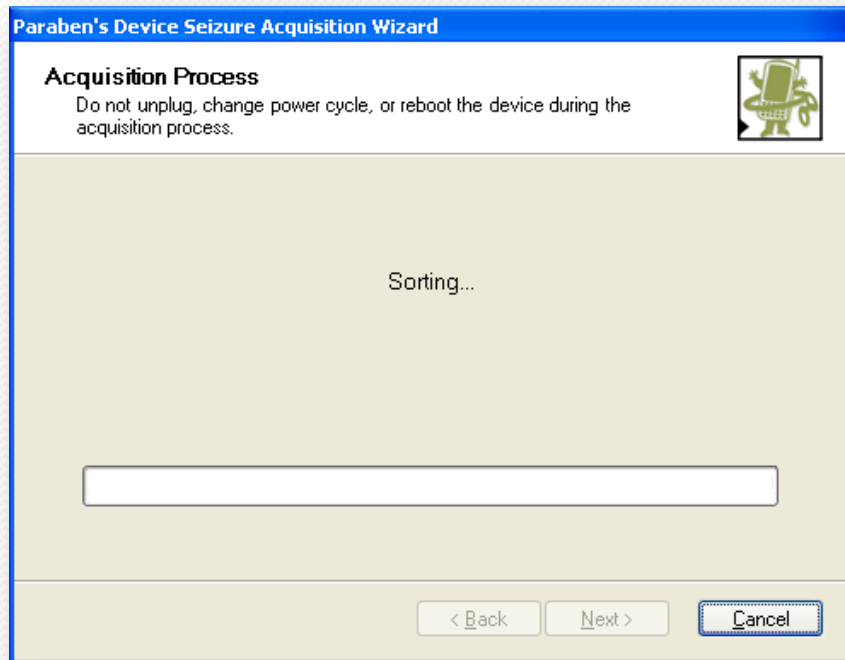 Paraben's Device Seizure Acquisition Wizard
Acquisition Process
Do not unplug, change power cycle, or reboot the device during the
acquisition process.
Sorting...
< Back
Next >
Cancel